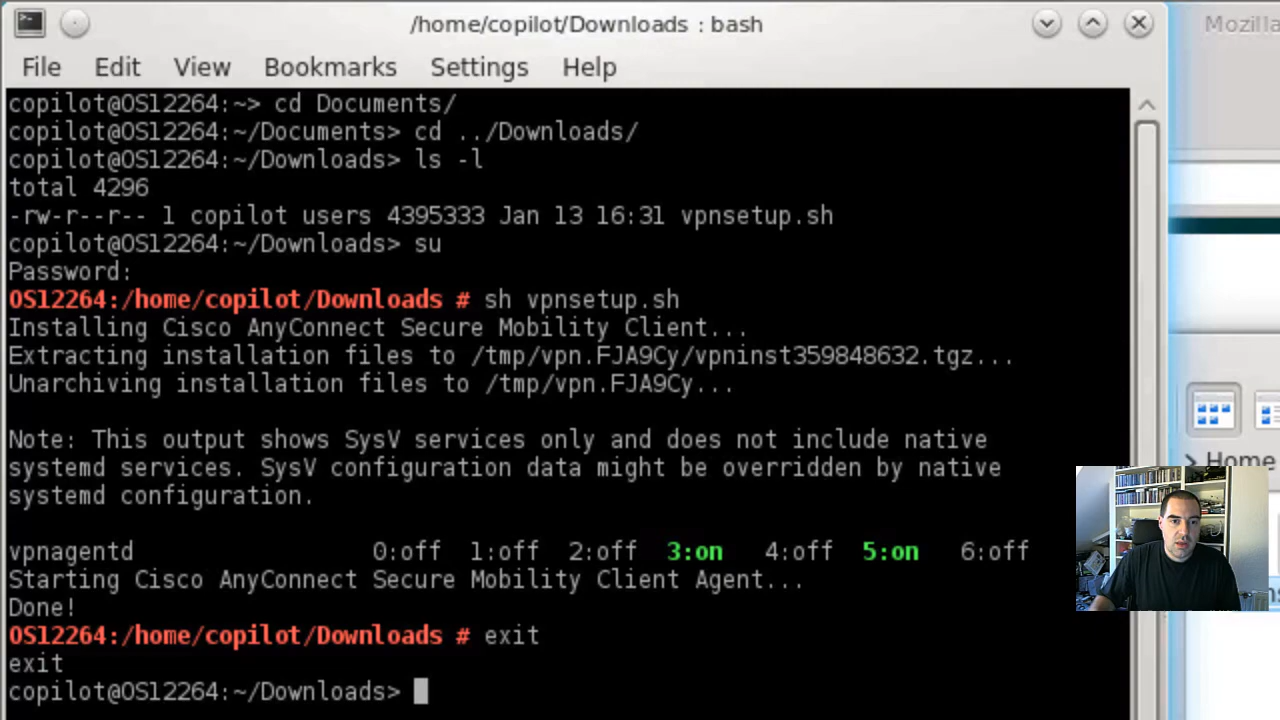 /home/copilot/Downloads : bash
Mozilla
File Edit View Bookmarks Settings Help
copilot@OS12264:~> cd Documents/
copilot@OS12264:~/Documents> cd ../Downloads/
copilot@OS12264:~/Downloads> ls -l
total 4296
-rw-r--r-- 1 copilot users 4395333 Jan 13 16:31 vpnsetup.sh
copilot@OS12264:~/Downloads> su
Password:
OS12264:/home/copilot/Downloads # sh vpnsetup.sh
Installing Cisco AnyConnect Secure Mobility Client...
Extracting installation files to /tmp/vpn.FJA9Cy/vpninst359848632.tgz...
Unarchiving installation files to /tmp/vpn.FJA9Cy...
Note: This output shows SysV services only and does not include native
systemd services. SysV configuration data might be overridden by native
systemd configuration.
vpnagentd 0:off 1:off 2:off 3:on 4:off 5:on 6:off
Starting Cisco AnyConnect Secure Mobility Client Agent...
Done!
OS12264:/home/copilot/Downloads # exit
exit
copilot@OS12264:~/Downloads>
> Home